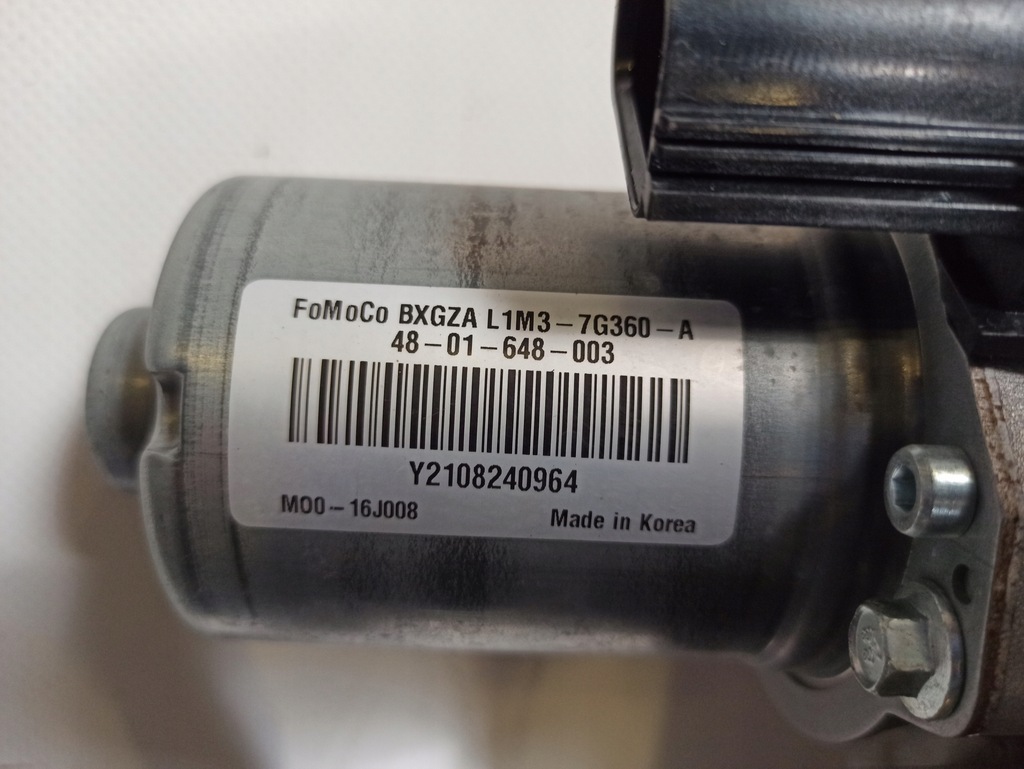 FoMoCo BXGZA L1M3-7G360-A
48-01-648-003
Y2108240964
M00-16J008
Made in Korea